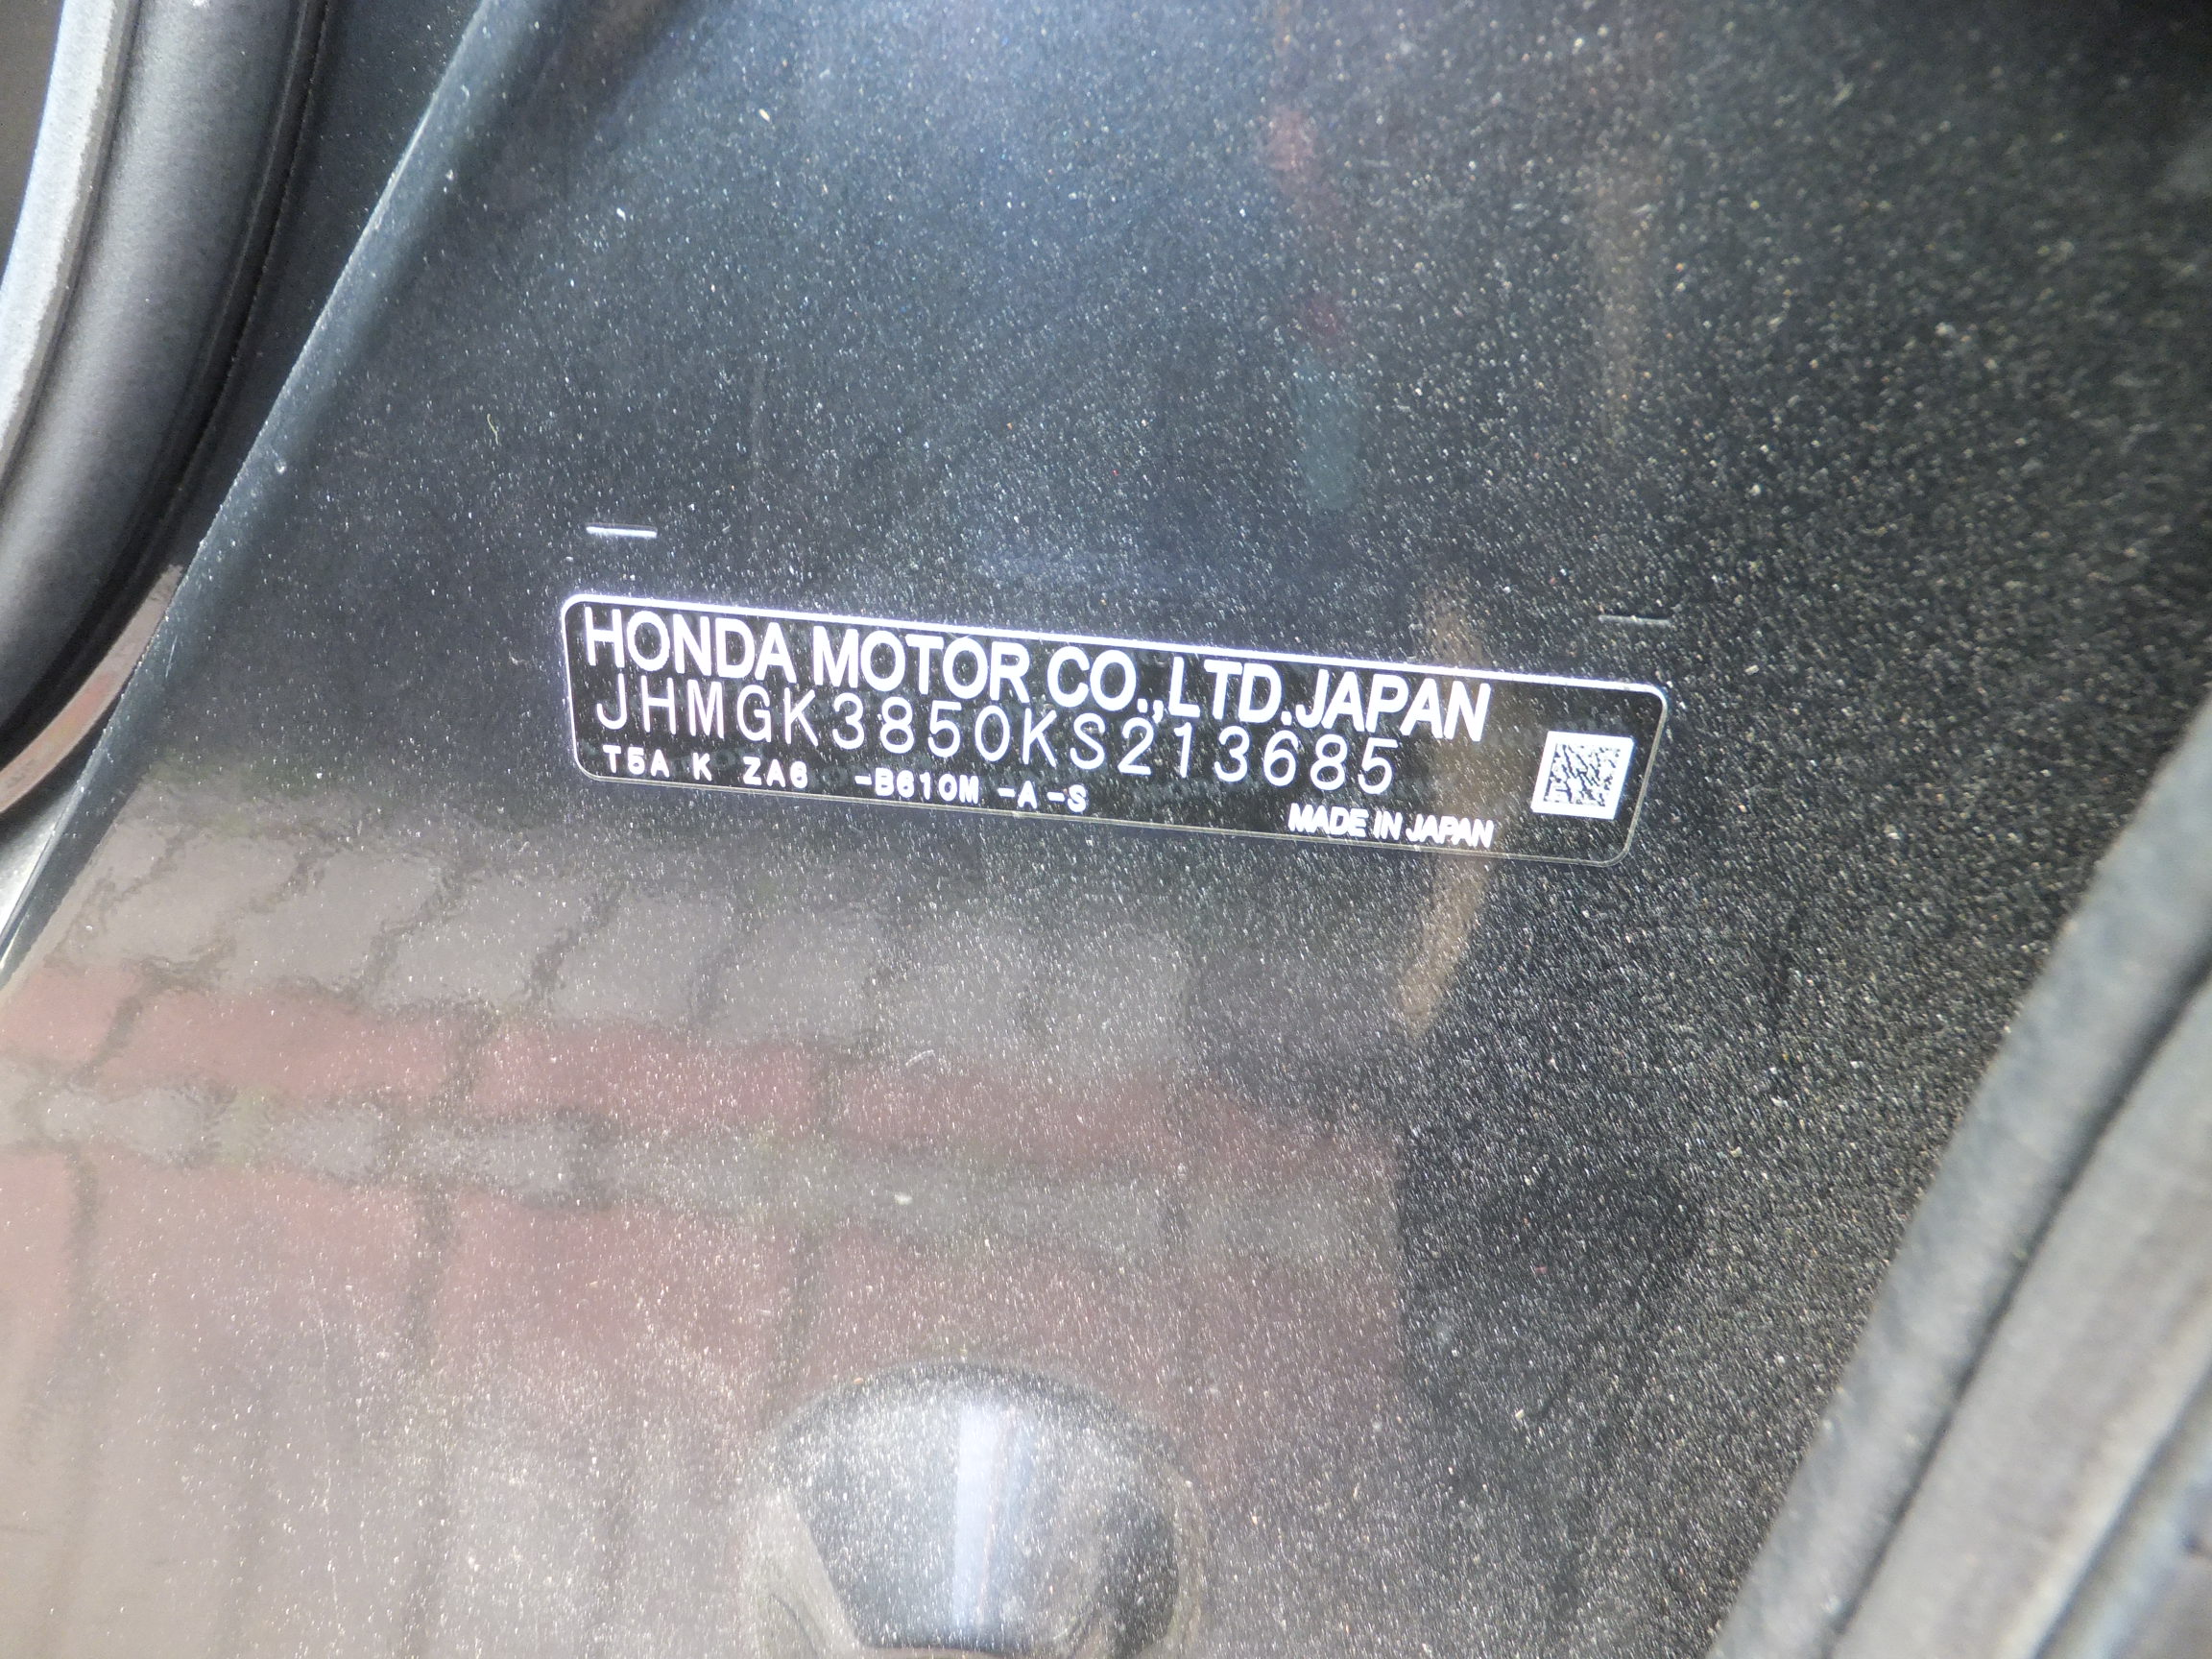 HONDA MOTOR CO.,LTD.JAPAN
JHMGK3850KS213685
T5A K ZA6 -B610M -A-S
MADE IN JAPAN